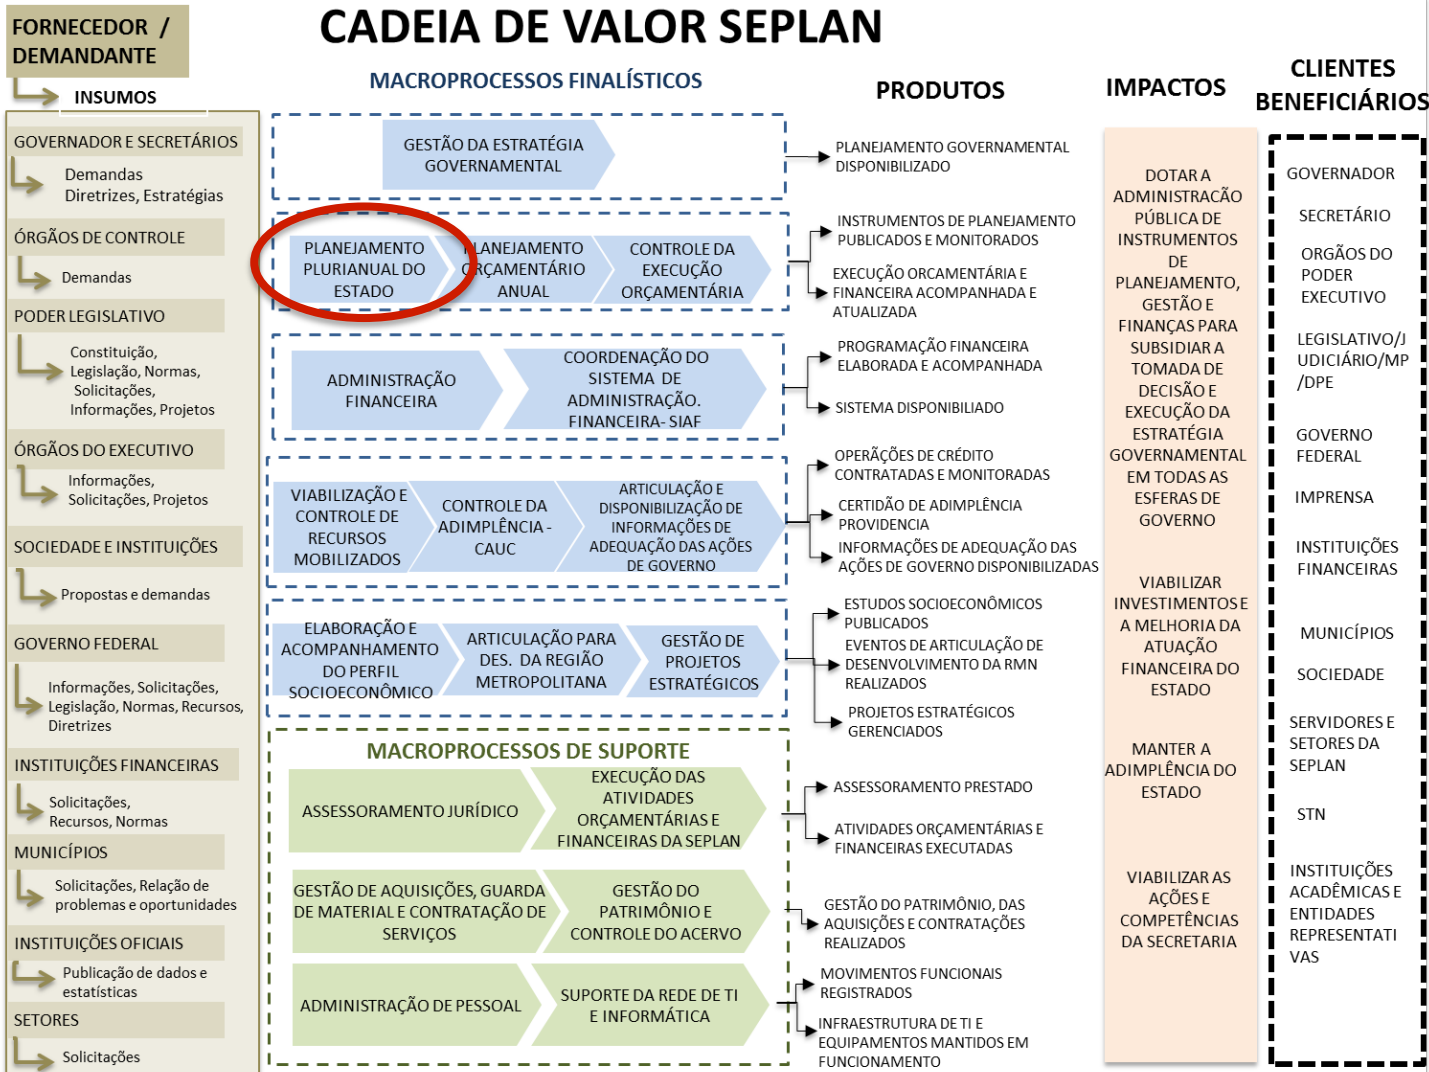 FORNECEDOR /
DEMANDANTE
INSUMOS
GOVERNADOR E SECRETÁRIOS
Demandas
Diretrizes, Estratégias
ÓRGÃOS DE CONTROLE
Demandas
PODER LEGISLATIVO
Constituição,
Legislação, Normas,
Solicitações,
Informações, Projetos
ÓRGÃOS DO EXECUTIVO
Informações,
Solicitações, Projetos
SOCIEDADE E INSTITUIÇÕES
Propostas e demandas
GOVERNO FEDERAL
Informações, Solicitações,
Legislação, Normas, Recursos,
Diretrizes
INSTITUIÇÕES FINANCEIRAS
Solicitações,
Recursos, Normas
MUNICÍPIOS
Solicitações, Relação de
problemas e oportunidades
INSTITUIÇÕES OFICIAIS
Publicação de dados e
estatísticas
SETORES
Solicitações
CADEIA DE VALOR SEPLAN
MACROPROCESSOS FINALÍSTICOS
GESTÃO DA ESTRATÉGIA
GOVERNAMENTAL
PLANEJAMENTO
PLURIANUAL DO
ESTADO
PLANEJAMENTO
ORÇAMENTÁRIO
ANUAL
CONTROLE DA
EXECUÇÃO
ORÇAMENTÁRIA
ADMINISTRAÇÃO
FINANCEIRA
COORDENAÇÃO DO
SISTEMA DE
ADMINISTRAÇÃO.
FINANCEIRA- SIAF
VIABILIZAÇÃO E
CONTROLE DE
RECURSOS
MOBILIZADOS
CONTROLE DA
ADIMPLÊNCIA -
CAUC
ARTICULAÇÃO E
DISPONIBILIZAÇÃO DE
INFORMAÇÕES DE
ADEQUAÇÃO DAS AÇÕES
DE GOVERNO
ELABORAÇÃO E
ACOMPANHAMENTO
DO PERFIL
SOCIOECONÔMICO
ARTICULAÇÃO PARA
DES. DA REGIÃO
METROPOLITANA
GESTÃO DE
PROJETOS
ESTRATÉGICOS
MACROPROCESSOS DE SUPORTE
ASSESSORAMENTO JURÍDICO
EXECUÇÃO DAS
ATIVIDADES
ORÇAMENTÁRIAS E
FINANCEIRAS DA SEPLAN
GESTÃO DE AQUISIÇÕES, GUARDA
DE MATERIAL E CONTRATAÇÃO DE
SERVIÇOS
GESTÃO DO
PATRIMÔNIO E
CONTROLE DO ACERVO
ADMINISTRAÇÃO DE PESSOAL
SUPORTE DA REDE DE TI
E INFORMÁTICA
PRODUTOS
PLANEJAMENTO GOVERNAMENTAL
DISPONIBILIZADO
INSTRUMENTOS DE PLANEJAMENTO
PUBLICADOS E MONITORADOS
EXECUÇÃO ORCAMENTÁRIA E
FINANCEIRA ACOMPANHADA E
ATUALIZADA
PROGRAMAÇÃO FINANCEIRA
ELABORADA E ACOMPANHADA
SISTEMA DISPONIBILIADO
OPERÃÇÕES DE CRÉDITO
CONTRATADAS E MONITORADAS
CERTIDÃO DE ADIMPLÊNCIA
PROVIDENCIA
INFORMAÇÕES DE ADEQUAÇÃO DAS
AÇÕES DE GOVERNO DISPONIBILIZADAS
ESTUDOS SOCIOECONÔMICOS
PUBLICADOS
EVENTOS DE ARTICULAÇÃO DE
DESENVOLVIMENTO DA RMN
REALIZADOS
PROJETOS ESTRATÉGICOS
GERENCIADOS
ASSESSORAMENTO PRESTADO
ATIVIDADES ORÇAMENTÁRIAS E
FINANCEIRAS EXECUTADAS
GESTÃO DO PATRIMÔNIO, DAS
AQUISIÇÕES E CONTRATAÇÕES
REALIZADOS
MOVIMENTOS FUNCIONAIS
REGISTRADOS
INFRAESTRUTURA DE TI E
EQUIPAMENTOS MANTIDOS EM
FUNCIONAMENTO
IMPACTOS
DOTAR A
ADMINISTRACÃO
PÚBLICA DE
INSTRUMENTOS
DE
PLANEJAMENTO,
GESTÃO E
FINANÇAS PARA
SUBSIDIAR A
TOMADA DE
DECISÃO E
EXECUÇÃO DA
ESTRATÉGIA
GOVERNAMENTAL
EM TODAS AS
ESFERAS DE
GOVERNO
VIABILIZAR
INVESTIMENTOS E
A MELHORIA DA
ATUAÇÃO
FINANCEIRA DO
ESTADO
MANTER A
ADIMPLÊNCIA DO
ESTADO
VIABILIZAR AS
AÇÕES E
COMPETÊNCIAS
DA SECRETARIA
CLIENTES
BENEFICIÁRIOS
GOVERNADOR
SECRETÁRIO
ORGÃOS DO
PODER
EXECUTIVO
LEGISLATIVO/J
UDICIÁRIO/MP
/DPE
GOVERNO
FEDERAL
IMPRENSA
INSTITUIÇÕES
FINANCEIRAS
MUNICÍPIOS
SOCIEDADE
SERVIDORES E
SETORES DA
SEPLAN
STN
INSTITUIÇÕES
ACADÊMICAS E
ENTIDADES
REPRESENTATI
VAS